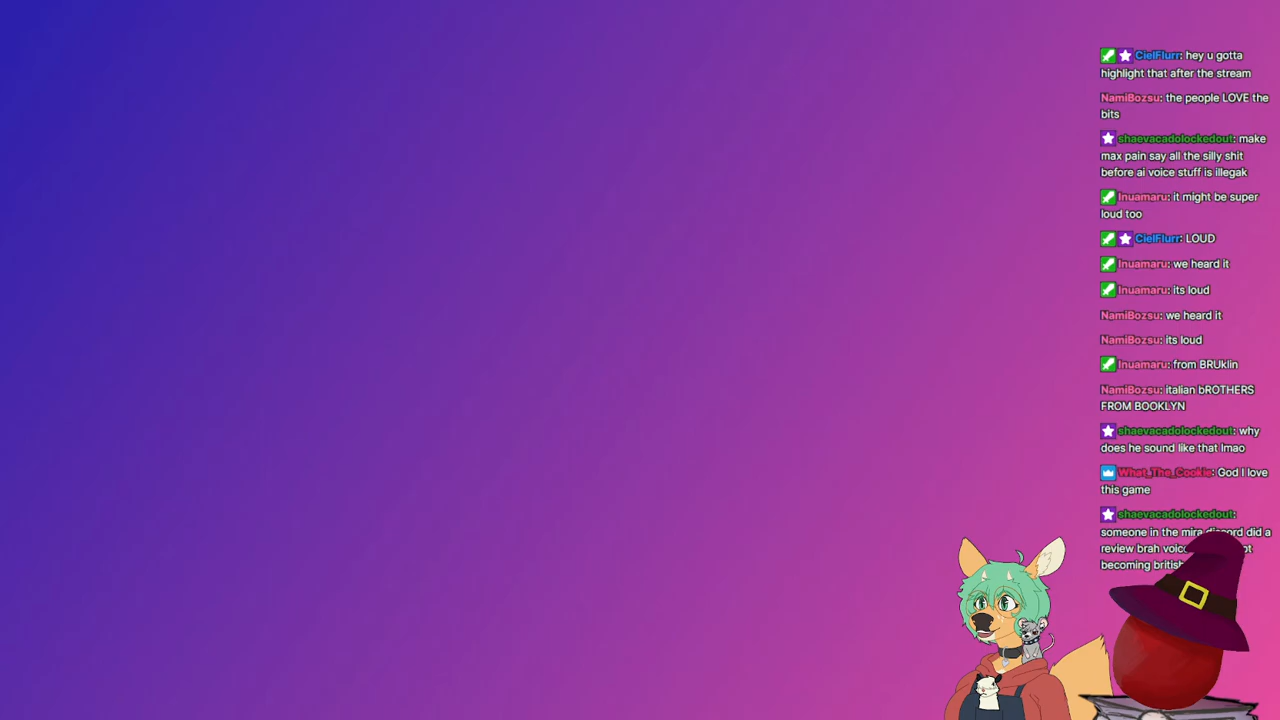 CielFlurr: hey u gotta
highlight that after the stream
NamiBozsu: the people LOVE the
bits
shaevacadolockedout: make
max pain say all the silly shit
before ai voice stuff is illegak
Inuamaru: it might be super
loud too
CielFlurr: LOUD
Inuamaru: we heard it
Inuamaru: its loud
NamiBozsu: we heard it
NamiBozsu: its loud
Inuamaru: from BRUklin
NamiBozsu: italian bROTHERS
FROM BOOKLYN
shaevacadolockedout: why
does he sound like that lmao
What_The_Cookie: God I love
this game
shaevacadolockedout:
someone in the mira discord did a
review brah
becoming british